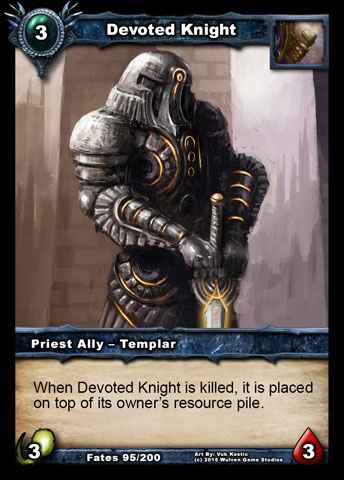 3
Devoted Knight
Priest Ally – Templar
When Devoted Knight is killed, it is placed
on top of its owner's resource pile.
3
Fates 95/200
Art By: Vuk Kostic
(c) 2015 Wulven Game Studios
3